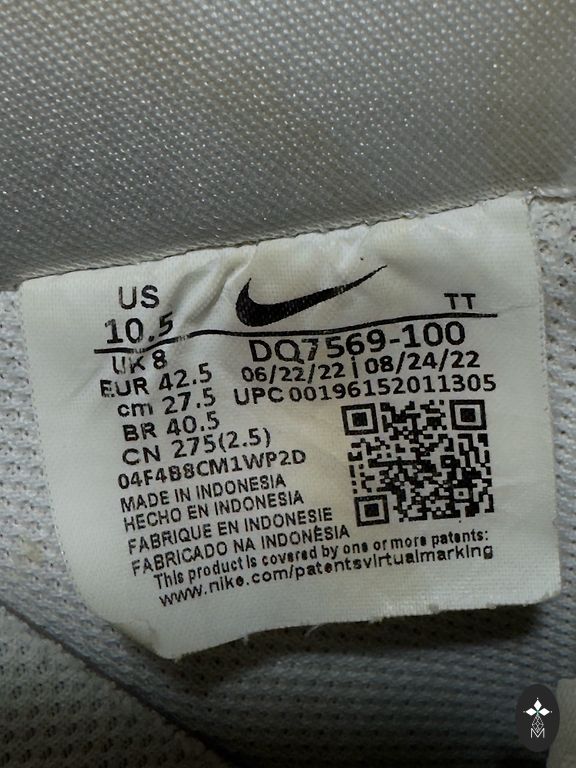 US
10.5
TT
UK 8
EUR 42.5
cm 27.5
BR 40.5
CN 275(2.5)
DQ7569-100
06/22/22 | 08/24/22
UPC 00196152011305
04F4B8CM1WP2D
MADE IN INDONESIA
HECHO EN INDONESIA
FABRIQUE EN INDONESIE
FABRICADO NA INDONÉSIA
This product is covered by one or more patents:
www.nike.com/patentsvirtualmarking
M